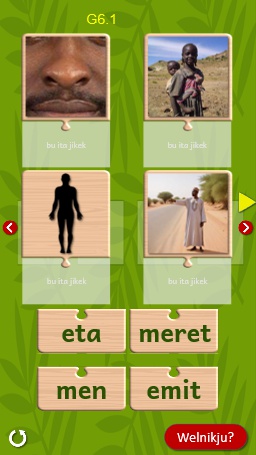 G6.1
bu ita jikek
bu ita jikek
bu ita jikek
bu ita jikek
eta
meret
men
emit
Welnikju?